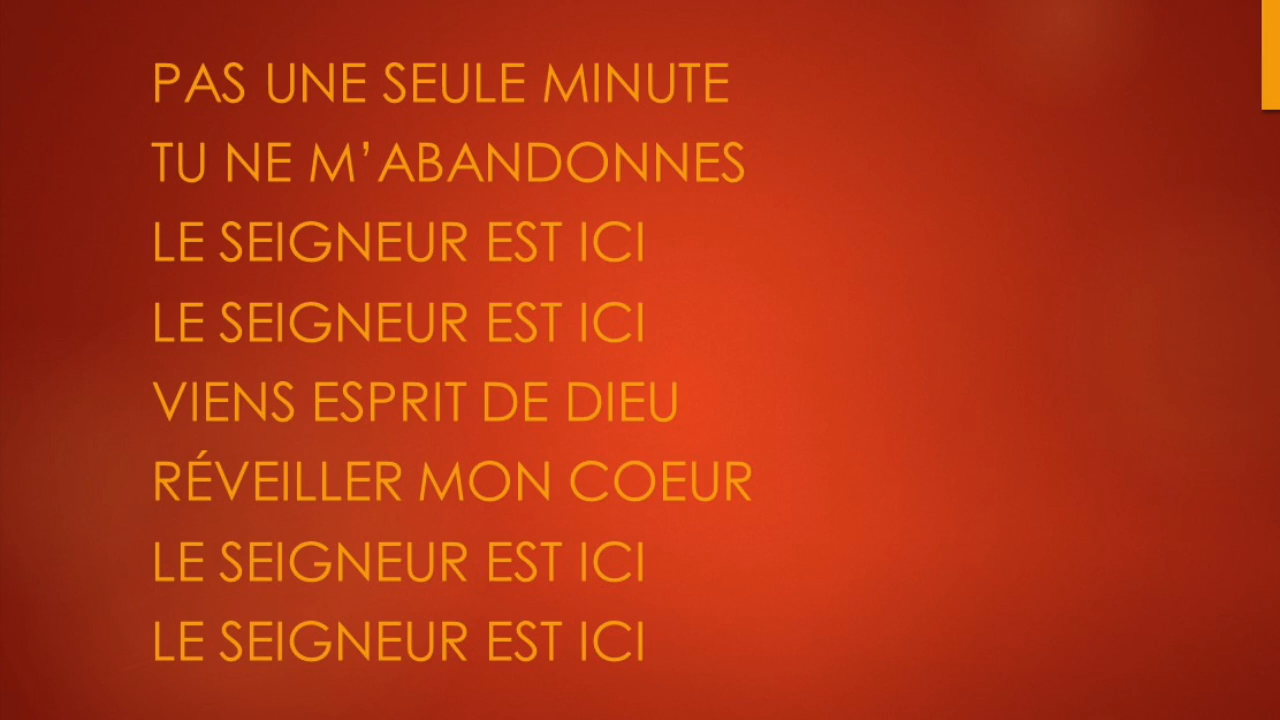 PAS UNE SEULE MINUTE
TU NE M’ABANDONNES
LE SEIGNEUR EST ICI
LE SEIGNEUR EST ICI
VIENS ESPRIT DE DIEU
RÉVEILLER MON COEUR
LE SEIGNEUR EST ICI
LE SEIGNEUR EST ICI